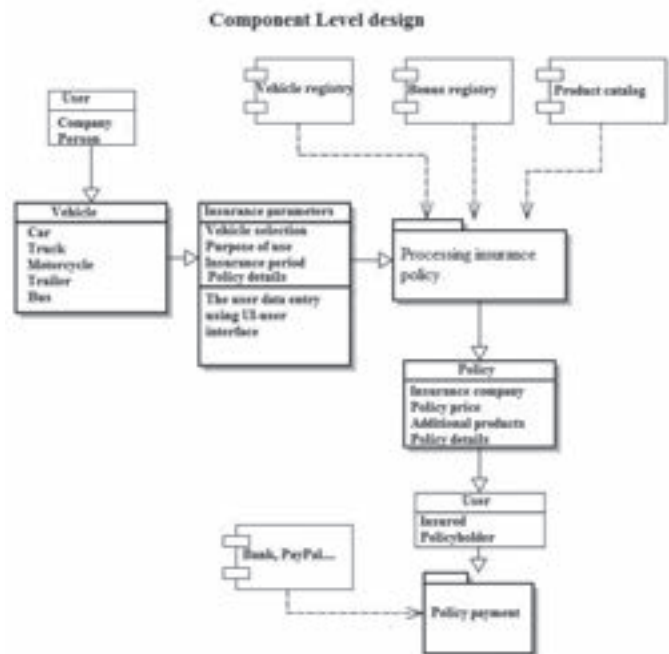 Component Level design
Vehicle registry
Bonus registry
Product catalog
User
Company
Person
Vehicle
Car
Truck
Motorcycle
Trailer
Bus
Insurance parameters
Vehicle selection
Purpose of use
Insurance period
Policy details
The user data entry
using UI-user
interface
Processing insurance
policy
Policy
Insurance company
Policy price
Additional products
Policy details
User
Insured
Policyholder
Bank, PayPal...
Policy payment